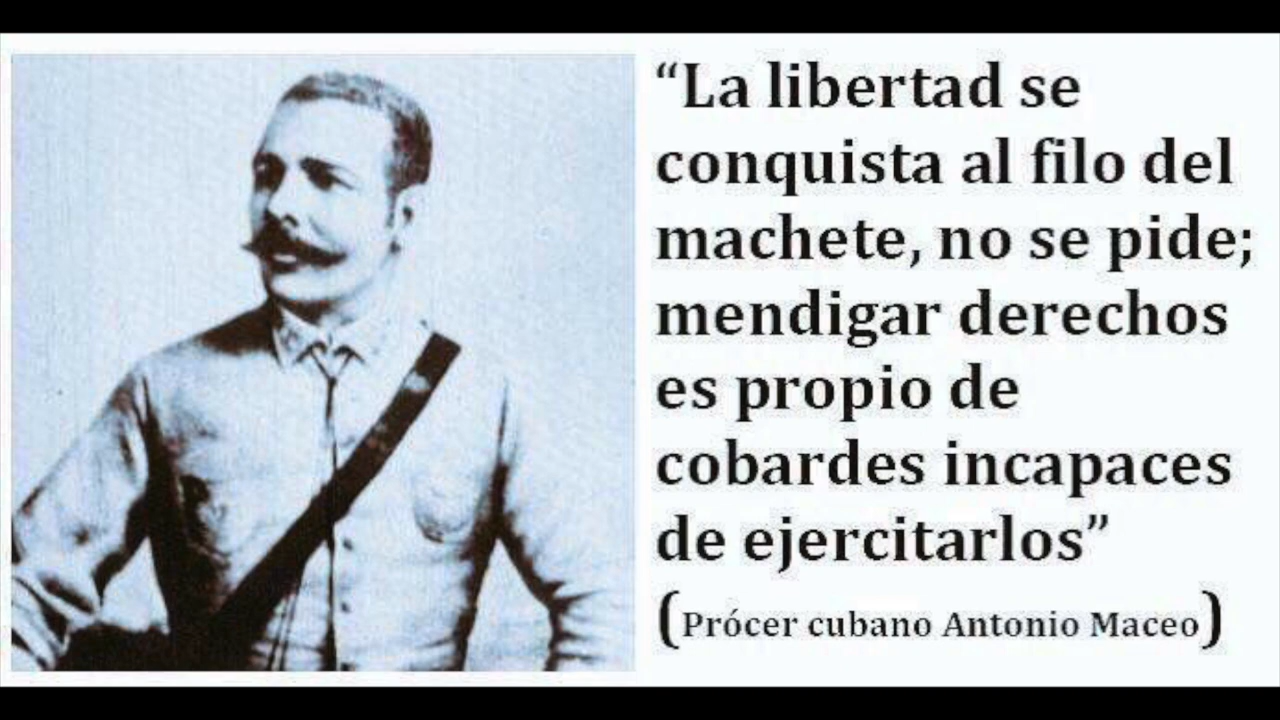 “La libertad se
conquista al filo del
machete, no se pide;
mendigar derechos
es propio de
cobardes incapaces
de ejercitarlos”
(Prócer cubano Antonio Maceo)